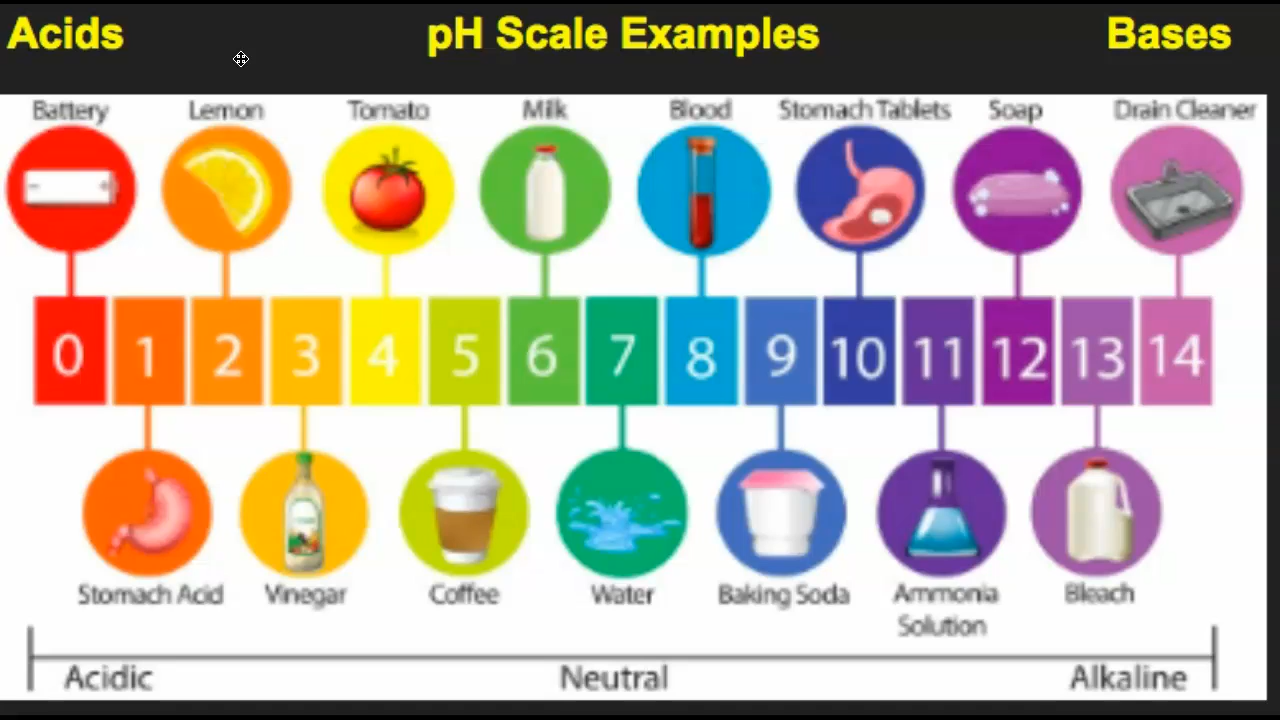 Acids pH Scale Examples Bases
Battery Lemon Tomato Milk Blood Stomach Tablets Soap Drain Cleaner
0 1 2 3 4 5 6 7 8 9 10 11 12 13 14
Stomach Acid Vinegar Coffee Water Baking Soda Ammonia Solution Bleach
Acidic Neutral Alkaline